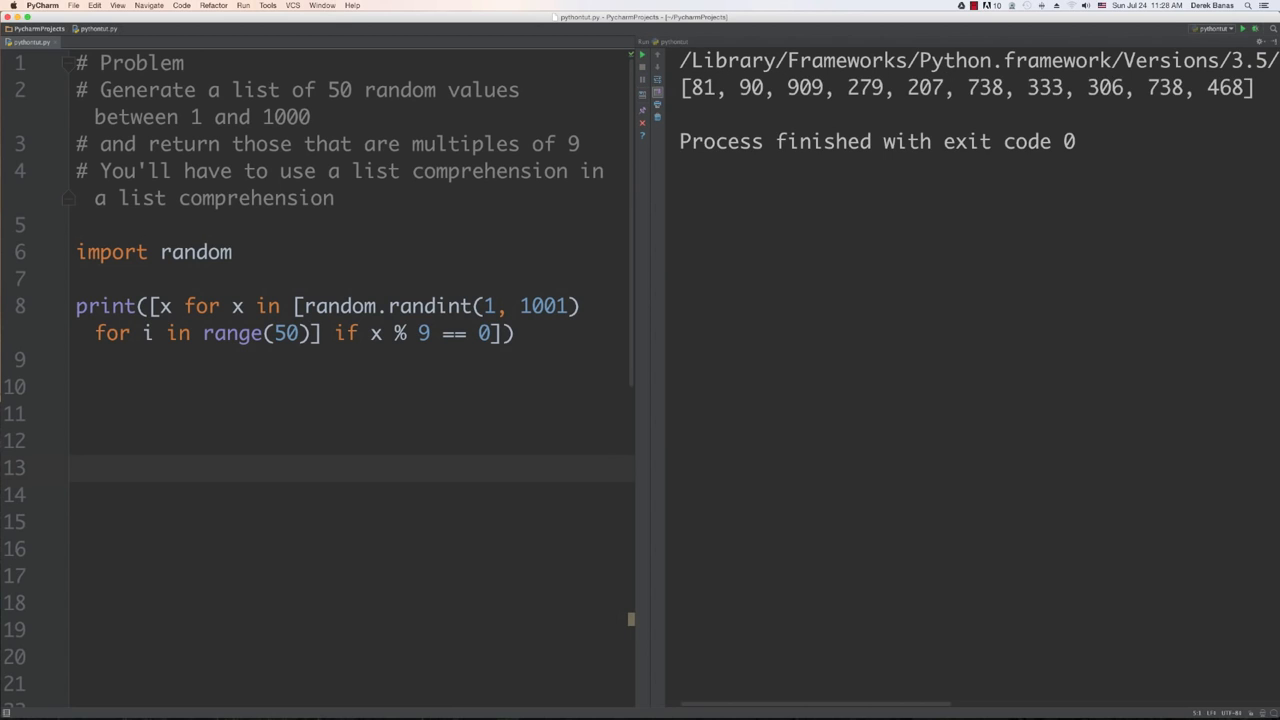 PyCharm File Edit View Navigate Code Refactor Run Tools VCS Window Help 10 Sun Jul 24 11:28 AM Derek Banas
pythontut.py - PycharmProjects - [~/PycharmProjects]
PycharmProjects pythontut.py pythontut
pythontut.py Run pythontut
1 # Problem
2 # Generate a list of 50 random values
between 1 and 1000
3 # and return those that are multiples of 9
4 # You'll have to use a list comprehension in
a list comprehension
5
6 import random
7
8 print([x for x in [random.randint(1, 1001)
for i in range(50)] if x % 9 == 0])
9
10
11
12
13
14
15
16
17
18
19
20
21
/Library/Frameworks/Python.framework/Versions/3.5/
[81, 90, 909, 279, 207, 738, 333, 306, 738, 468]
Process finished with exit code 0
5:1 LF÷ UTF-8÷